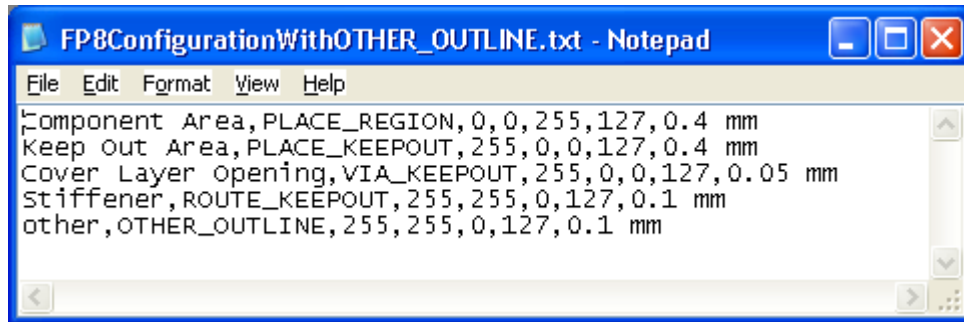 FP8ConfigurationWithOTHER_OUTLINE.txt - Notepad
File Edit Format View Help
Component Area,PLACE_REGION,0,0,255,127,0.4 mm
Keep Out Area,PLACE_KEEPOUT,255,0,0,127,0.4 mm
Cover Layer Opening,VIA_KEEPOUT,255,0,0,127,0.05 mm
Stiffener,ROUTE_KEEPOUT,255,255,0,127,0.1 mm
other,OTHER_OUTLINE,255,255,0,127,0.1 mm